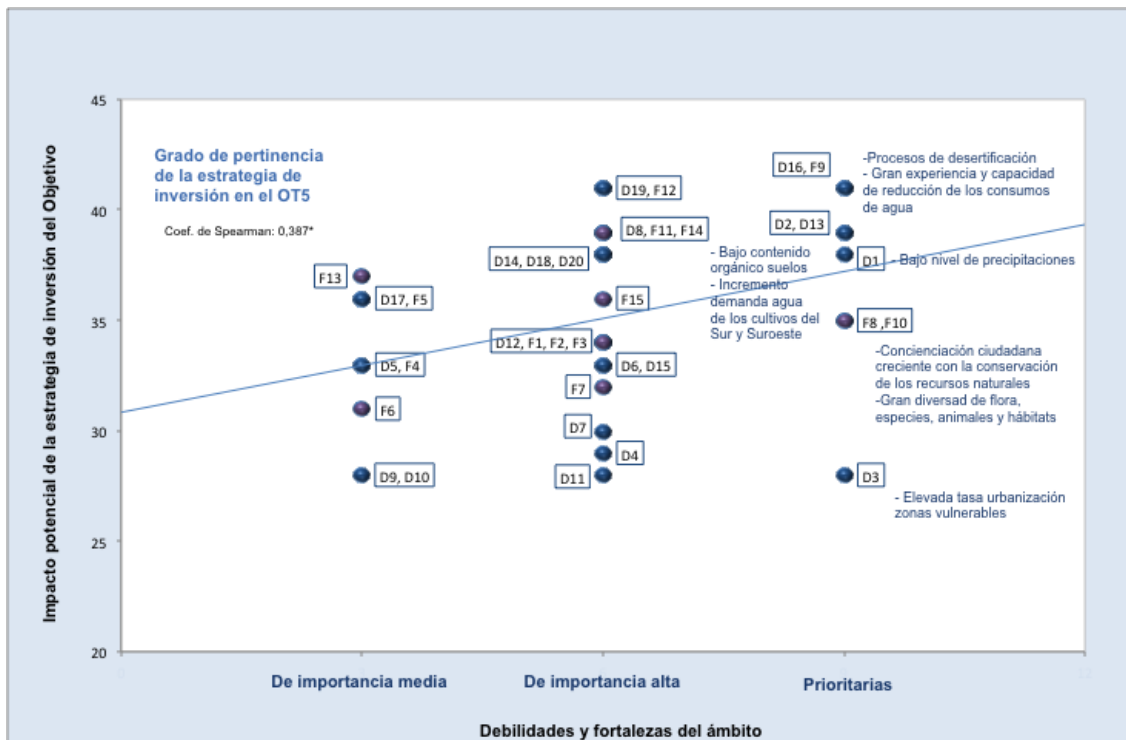 Grado de pertinencia
de la estrategia de
inversión en el OT5
Coef. de Spearman: 0,387*
Impacto potencial de la estrategia de inversión del Objetivo
45
40
35
30
25
20
D16, F9
-Procesos de desertificación
- Gran experiencia y capacidad
de reducción de los consumos
de agua
D19, F12
D2, D13
D8, F11, F14
D14, D18, D20
- Bajo contenido
orgánico suelos
- Incremento
demanda agua
de los cultivos del
Sur y Suroeste
D1
- Bajo nivel de precipitaciones
F13
D17, F5
F15
F8 ,F10
D12, F1, F2, F3
-Concienciación ciudadana
creciente con la conservación
de los recursos naturales
-Gran diversad de flora,
especies, animales y hábitats
D5, F4
D6, D15
F7
F6
D7
D4
D9, D10
D11
D3
- Elevada tasa urbanización
zonas vulnerables
De importancia media
De importancia alta
Prioritarias
Debilidades y fortalezas del ámbito